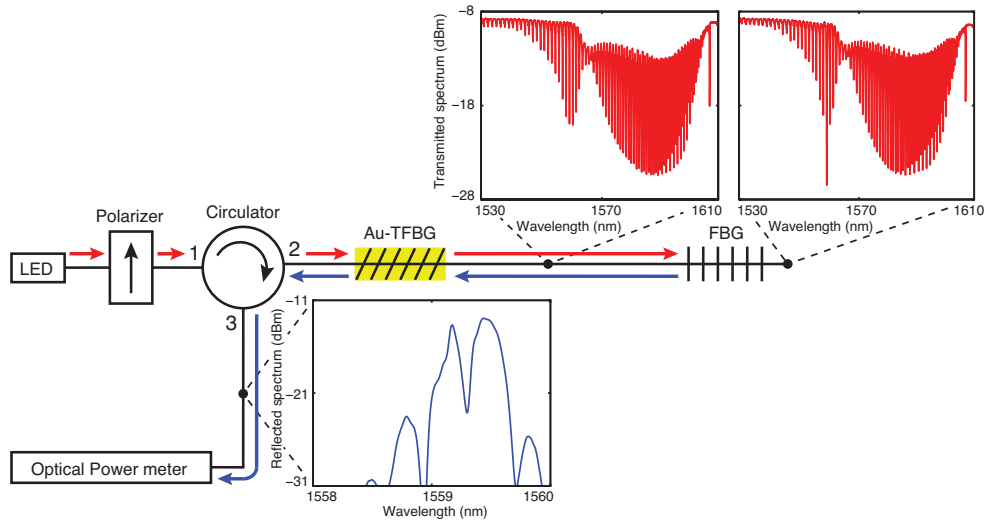 Transmitted spectrum (dBm)
−8
−18
−28
1530
1570
1610
Wavelength (nm)
1530
1570
1610
Wavelength (nm)
Polarizer
Circulator
Au-TFBG
FBG
LED
1
2
3
Reflected spectrum (dBm)
−11
−21
−31
1558
1559
1560
Wavelength (nm)
Optical Power meter